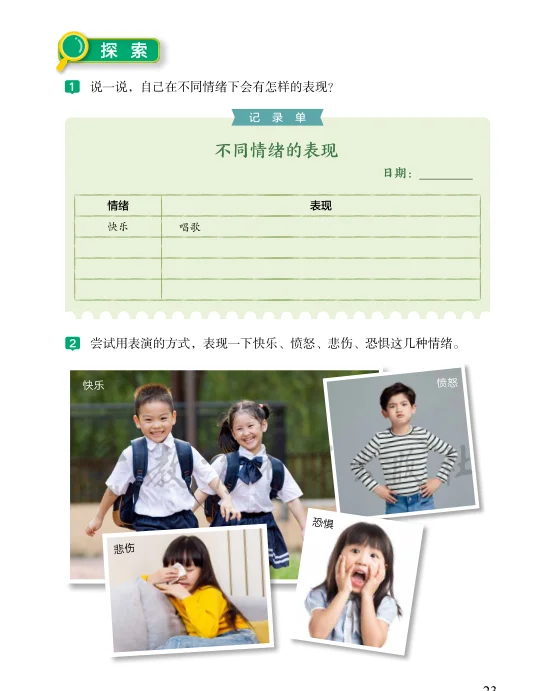 探 索
1 说一说，自己在不同情绪下会有怎样的表现？
记 录 单
不同情绪的表现
日期：
情绪 表现
快乐 唱歌
2 尝试用表演的方式，表现一下快乐、愤怒、悲伤、恐惧这几种情绪。
快乐
愤怒
恐惧
悲伤